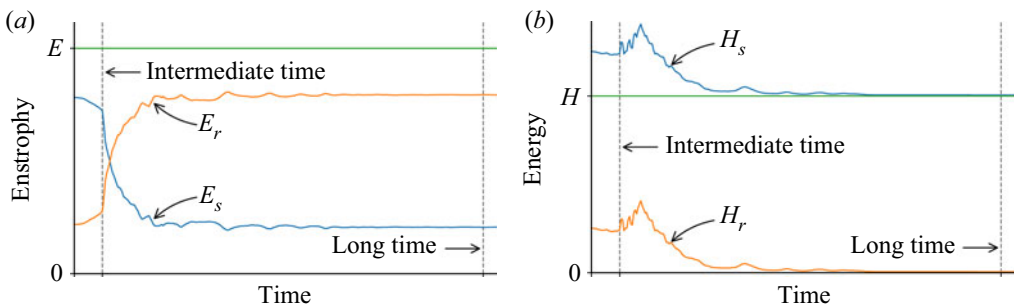 (a)
E
Intermediate time
Enstrophy
E_r
E_s
Long time
0
Time
(b)
H_s
H
Intermediate time
Energy
H_r
Long time
0
Time